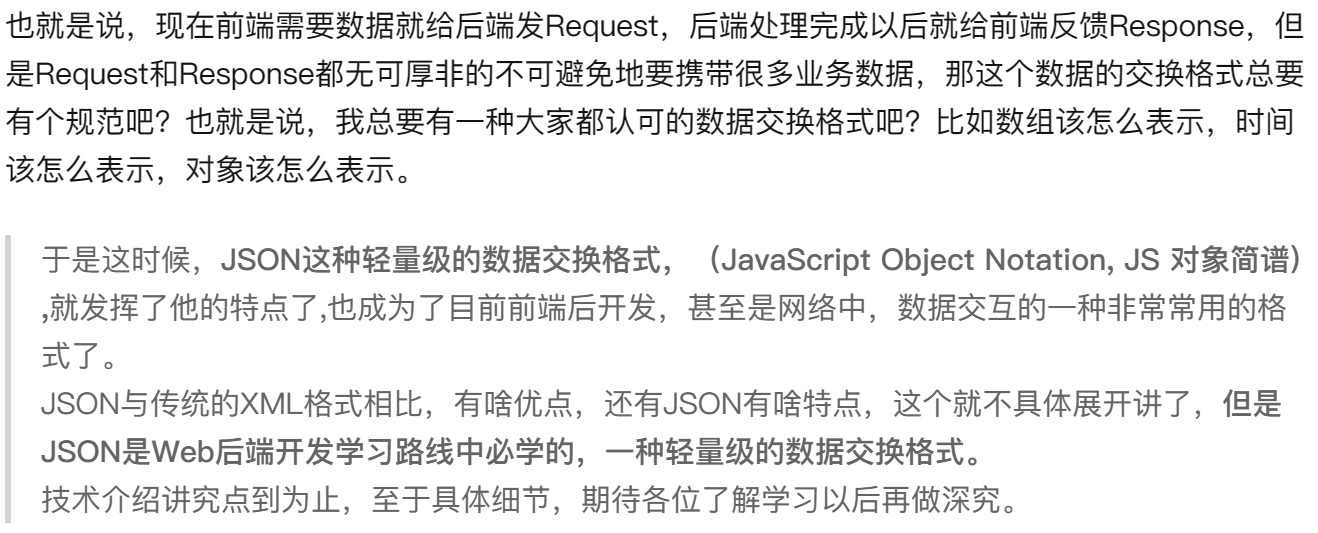 也就是说，现在前端需要数据就给后端发Request，后端处理完成以后就给前端反馈Response，但
是Request和Response都无可厚非的不可避免地要携带很多业务数据，那这个数据的交换格式总要
有个规范吧？也就是说，我总要有一种大家都认可的数据交换格式吧？比如数组该怎么表示，时间
该怎么表示，对象该怎么表示。
于是这时候，JSON这种轻量级的数据交换格式，（JavaScript Object Notation, JS 对象简谱）
,就发挥了他的特点了,也成为了目前前端后开发，甚至是网络中，数据交互的一种非常常用的格
式了。
JSON与传统的XML格式相比，有啥优点，还有JSON有啥特点，这个就不具体展开讲了，但是
JSON是Web后端开发学习路线中必学的，一种轻量级的数据交换格式。
技术介绍讲究点到为止，至于具体细节，期待各位了解学习以后再做深究。